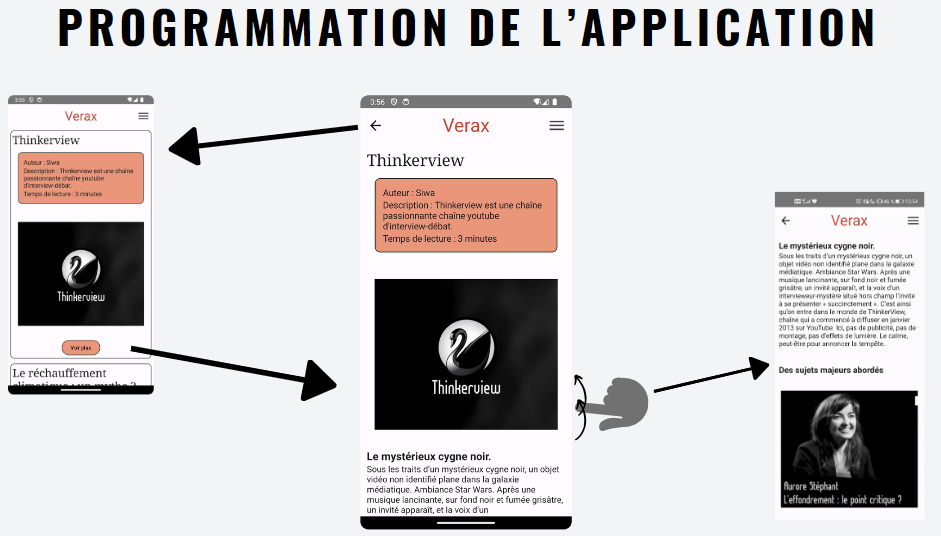 PROGRAMMATION DE L’APPLICATION
3:56
Verax
Thinkerview
Auteur : Siwa
Description : Thinkerview est une chaîne
passionnante chaîne youtube
d'interview-débat.
Temps de lecture : 3 minutes
Thinkerview
Voir plus
Le réchauffement
climatique : un mythe ?
3:56
Verax
Thinkerview
Auteur : Siwa
Description : Thinkerview est une chaîne
passionnante chaîne youtube
d'interview-débat.
Temps de lecture : 3 minutes
Thinkerview
Le mystérieux cygne noir.
Sous les traits d’un mystérieux cygne noir, un objet
vidéo non identifié plane dans la galaxie
médiatique. Ambiance Star Wars. Après une
musique lancinante, sur fond noir et fumée grisâtre,
un invité apparaît, et la voix d’un
15:54
Verax
Le mystérieux cygne noir.
Sous les traits d’un mystérieux cygne noir, un
objet vidéo non identifié plane dans la galaxie
médiatique. Ambiance Star Wars. Après une
musique lancinante, sur fond noir et fumée
grisâtre, un invité apparaît, et la voix d’un
intervieweur-mystère situé hors champ l’invite
à se présenter « succinctement ». C’est ainsi
qu’on entre dans le monde de ThinkerView,
chaîne qui a commencé à diffuser en janvier
2013 sur YouTube. Ici, pas de publicité, pas de
montage, pas d’effets de lumière. Le calme,
peut-être pour annoncer la tempête.
Des sujets majeurs abordés
Aurore Stéphant
L'effondrement : le point critique ?